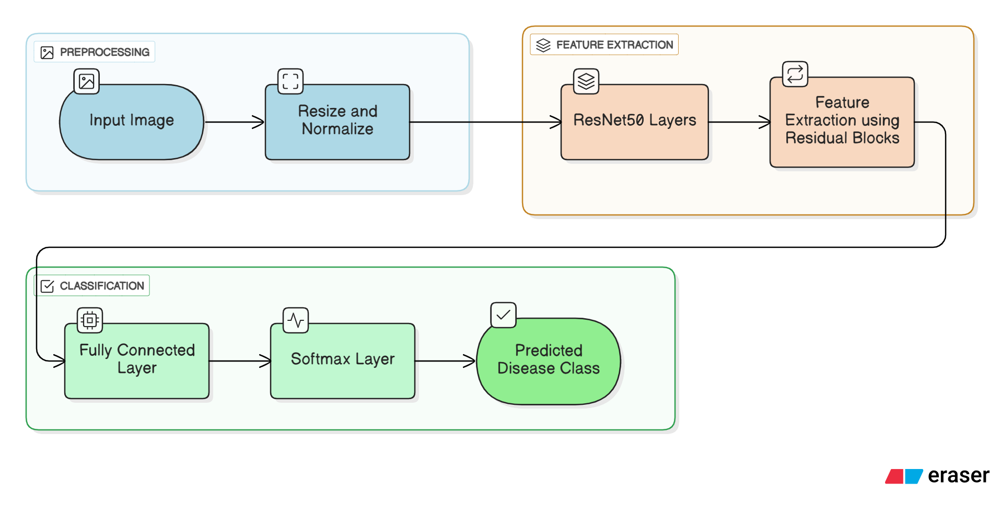 PREPROCESSING
Input Image
Resize and
Normalize
FEATURE EXTRACTION
ResNet50 Layers
Feature
Extraction using
Residual Blocks
CLASSIFICATION
Fully Connected
Layer
Softmax Layer
Predicted
Disease Class
eraser